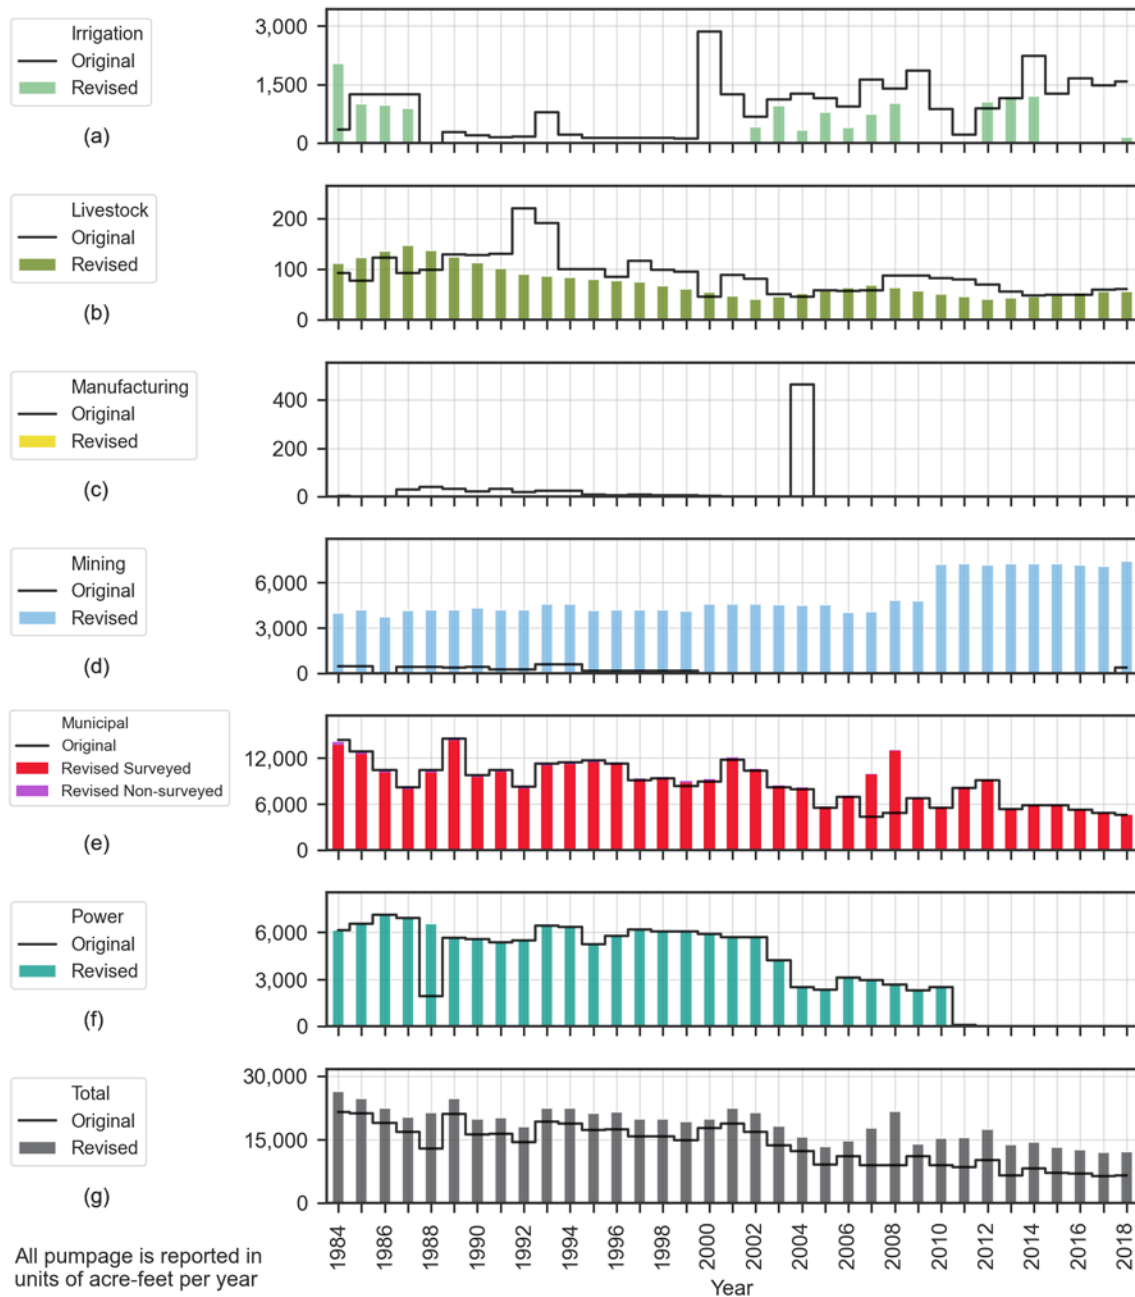 Irrigation
Original
Revised
(a)
3,000
1,500
0
Livestock
Original
Revised
(b)
200
100
0
Manufacturing
Original
Revised
(c)
400
200
0
Mining
Original
Revised
(d)
6,000
3,000
0
Municipal
Original
Revised Surveyed
Revised Non-surveyed
(e)
12,000
6,000
0
Power
Original
Revised
(f)
6,000
3,000
0
Total
Original
Revised
(g)
30,000
15,000
0
1984 1986 1988 1990 1992 1994 1996 1998 2000 2002 2004 2006 2008 2010 2012 2014 2016 2018
Year
All pumpage is reported in
units of acre-feet per year